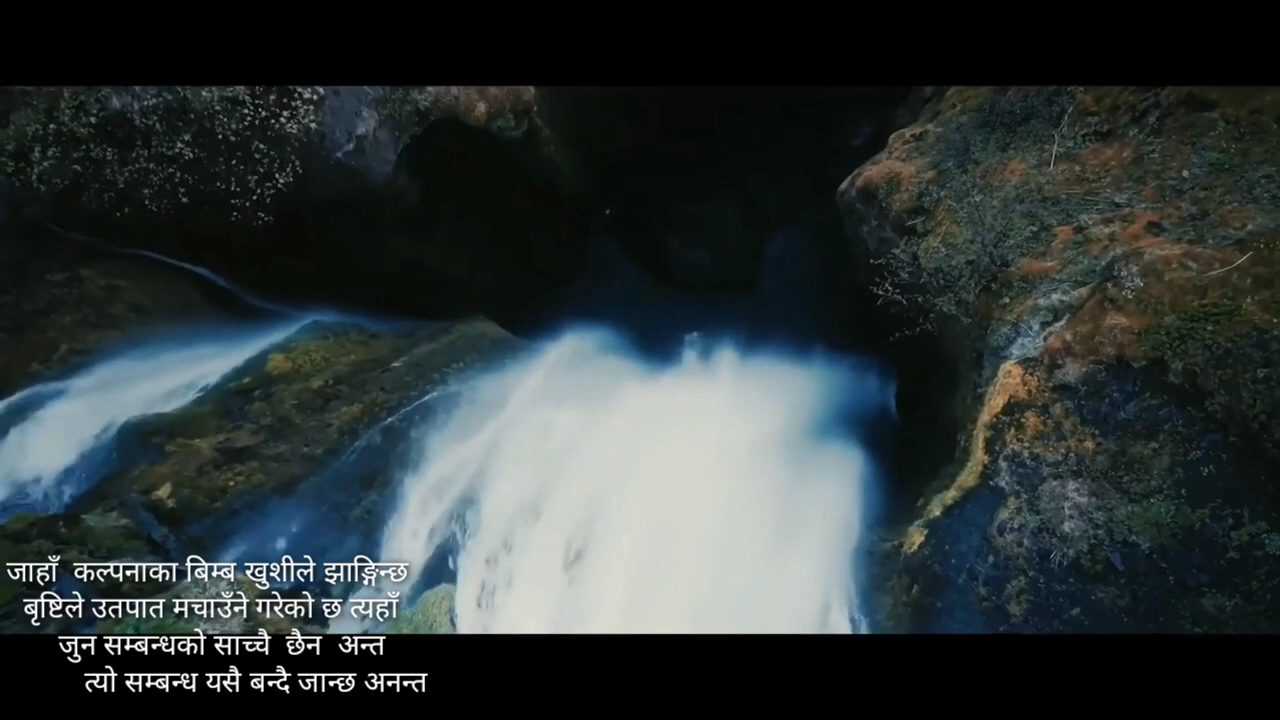 जाहाँ  कल्पनाका बिम्ब खुशीले झाङ्गिन्छ
बृष्टिले उतपात मचाउँने गरेको छ त्यहाँ
जुन सम्बन्धको साच्चै  छैन  अन्त
त्यो सम्बन्ध यसै बन्दै जान्छ अनन्त